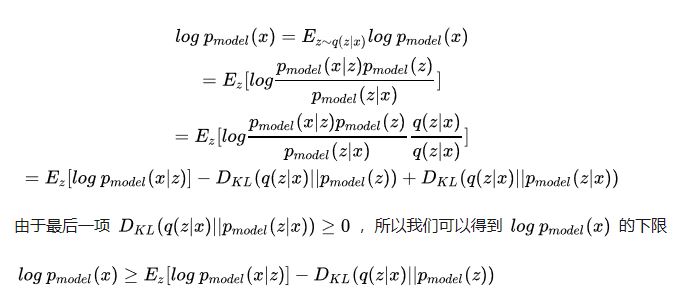 log p_{model}(x) = E_{z∼q(z|x)} log p_{model}(x)
= E_z[log \frac{p_{model}(x|z)p_{model}(z)}{p_{model}(z|x)}]
= E_z[log \frac{p_{model}(x|z)p_{model}(z)}{p_{model}(z|x)} \frac{q(z|x)}{q(z|x)}]
= E_z[log p_{model}(x|z)] − D_{KL}(q(z|x)||p_{model}(z)) + D_{KL}(q(z|x)||p_{model}(z|x))
由于最后一项 D_{KL}(q(z|x)||p_{model}(z|x)) ≥ 0 ，所以我们可以得到 log p_{model}(x) 的下限
log p_{model}(x) ≥ E_z[log p_{model}(x|z)] − D_{KL}(q(z|x)||p_{model}(z))